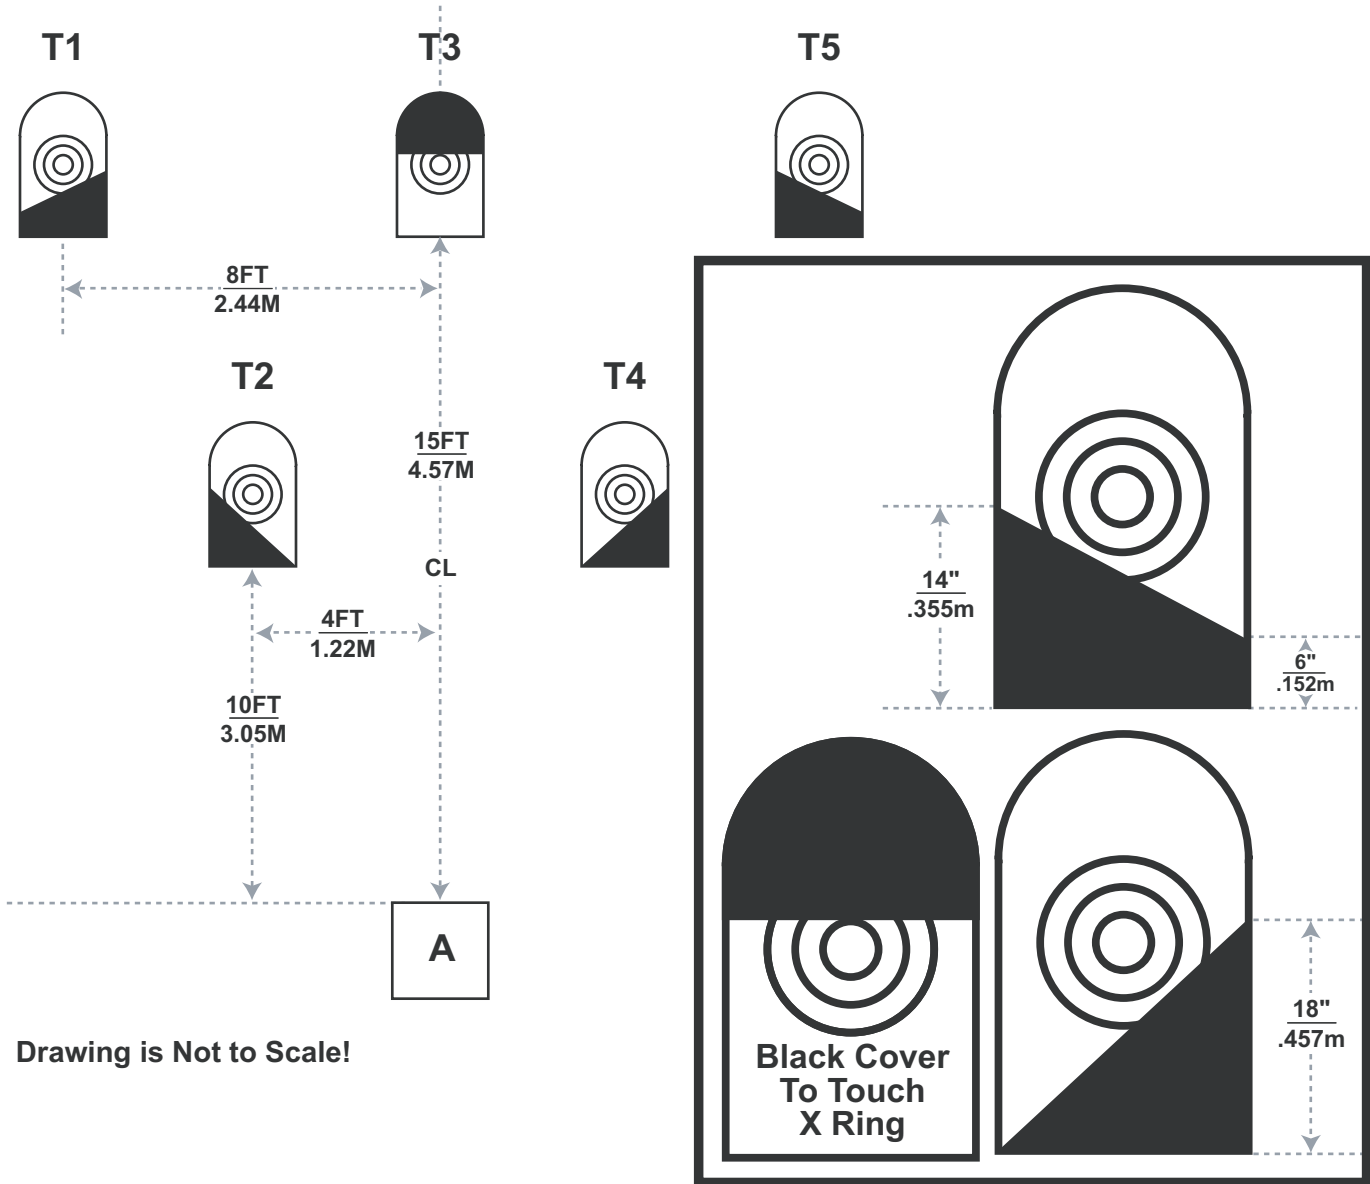 T1
T3
T5
8FT
2.44M
T2
T4
15FT
4.57M
CL
4FT
1.22M
10FT
3.05M
A
Drawing is Not to Scale!
14"
.355m
6"
.152m
Black Cover
To Touch
X Ring
18"
.457m